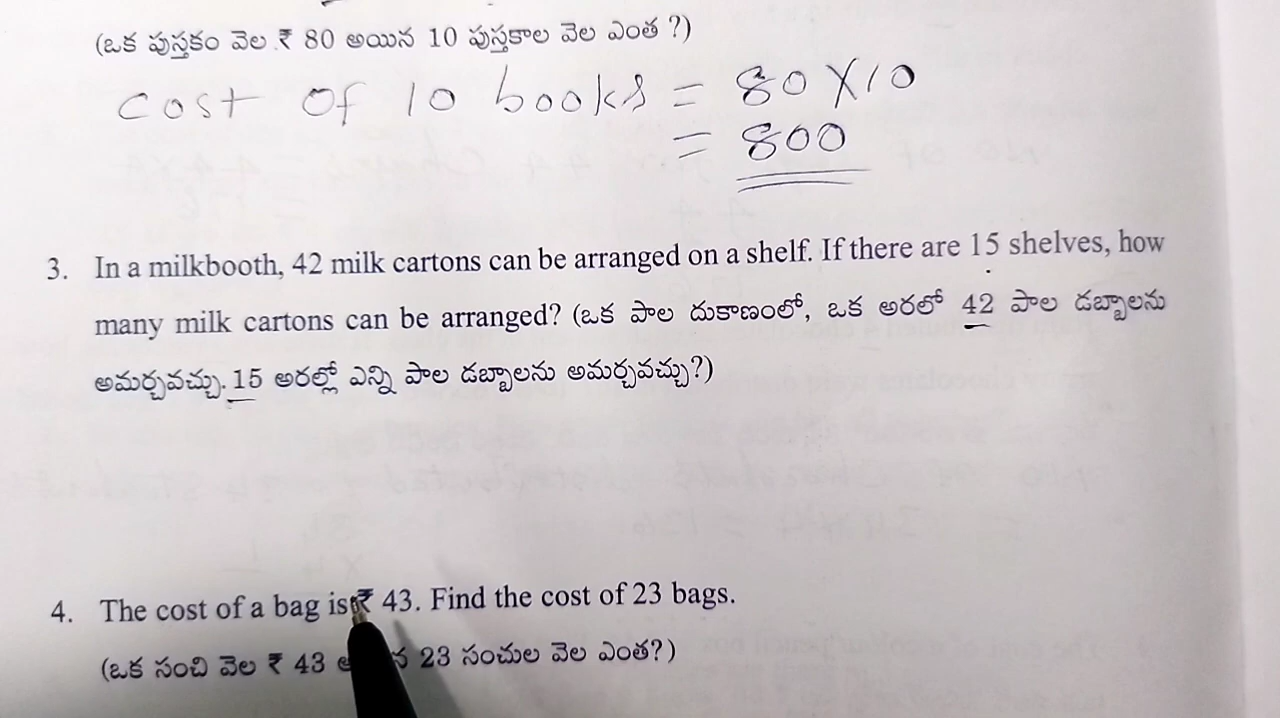 (ఒక పుస్తకం వెల ₹ 80 అయిన 10 పుస్తకాల వెల ఎంత ?)
Cost Of 10 books = 80 X 10
= 800
3. In a milkbooth, 42 milk cartons can be arranged on a shelf. If there are 15 shelves, how
many milk cartons can be arranged? (ఒక పాల దుకాణంలో, ఒక అరలో 42 పాల డబ్బాలను
అమర్చవచ్చు. 15 అరల్లో ఎన్ని పాల డబ్బాలను అమర్చవచ్చు?)
4. The cost of a bag is ₹ 43. Find the cost of 23 bags.
(ఒక సంచి వెల ₹ 43 23 సంచుల వెల ఎంత?)